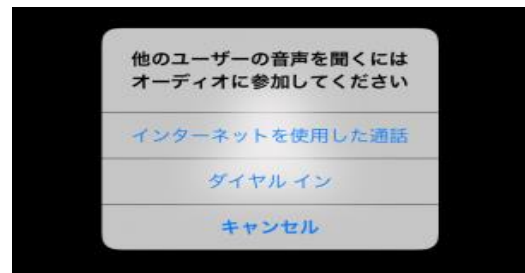 他のユーザーの音声を聞くには
オーディオに参加してください
インターネットを使用した通話
ダイヤル イン
キャンセル